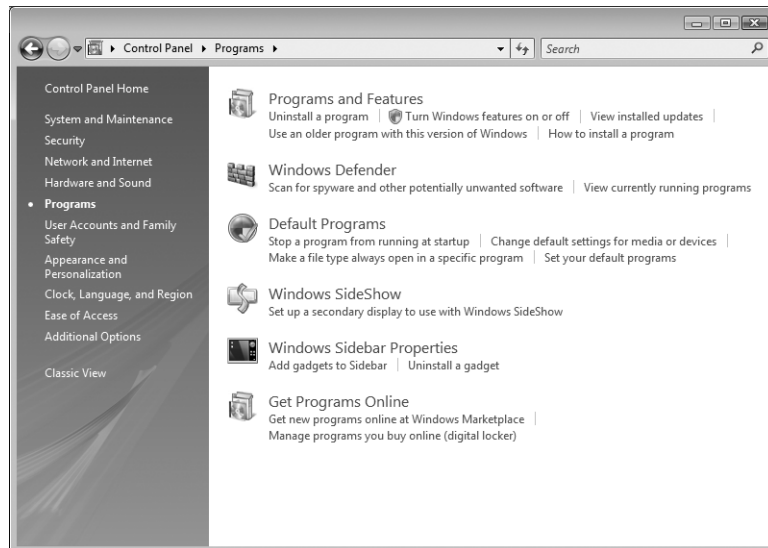 Control Panel ▸ Programs ▸
Search
Control Panel Home
System and Maintenance
Security
Network and Internet
Hardware and Sound
• Programs
User Accounts and Family
Safety
Appearance and
Personalization
Clock, Language, and Region
Ease of Access
Additional Options
Classic View
Programs and Features
Uninstall a program | Turn Windows features on or off | View installed updates |
Use an older program with this version of Windows | How to install a program
Windows Defender
Scan for spyware and other potentially unwanted software | View currently running programs
Default Programs
Stop a program from running at startup | Change default settings for media or devices |
Make a file type always open in a specific program | Set your default programs
Windows SideShow
Set up a secondary display to use with Windows SideShow
Windows Sidebar Properties
Add gadgets to Sidebar | Uninstall a gadget
Get Programs Online
Get new programs online at Windows Marketplace |
Manage programs you buy online (digital locker)